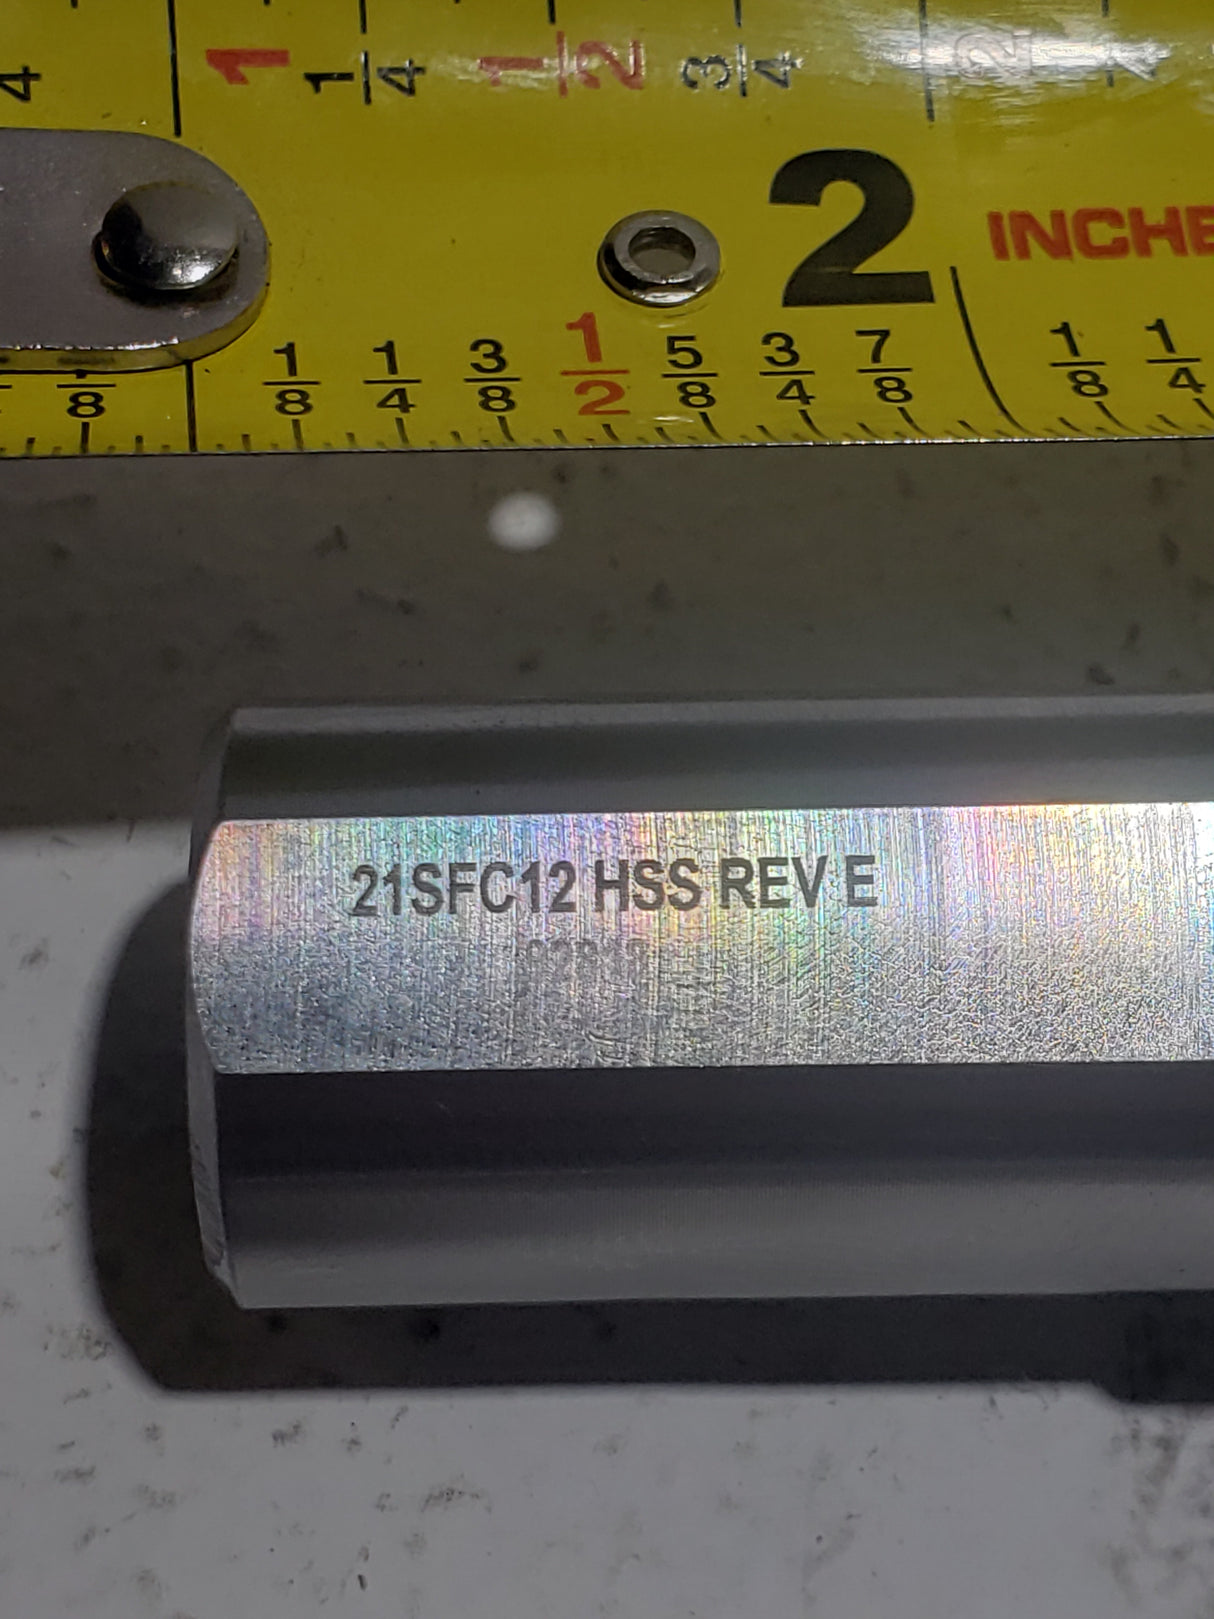 4 1 1/4 1/2 3/4 2
2 INCHE
8 1/8 1/4 3/8 1/2 5/8 3/4 7/8 1/8 1/4
21SFC12 HSS REV E